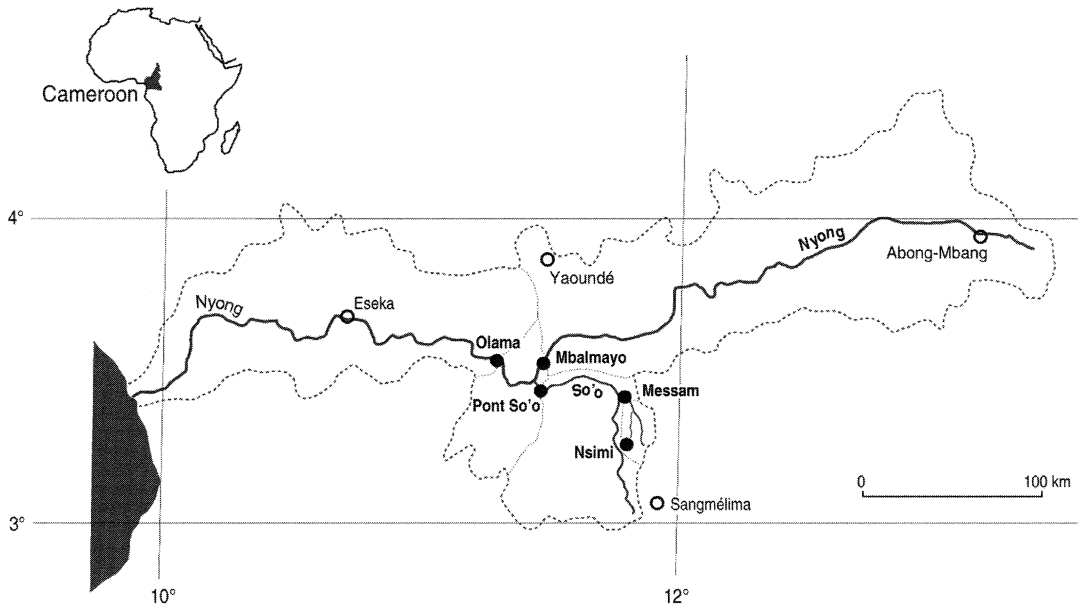 Cameroon
4°
Nyong
Abong-Mbang
Yaoundé
Nyong
Eseka
Olama
Mbalmayo
Pont So'o
So'o
Messam
Nsimi
0 100 km
Sangmélima
3°
10°
12°